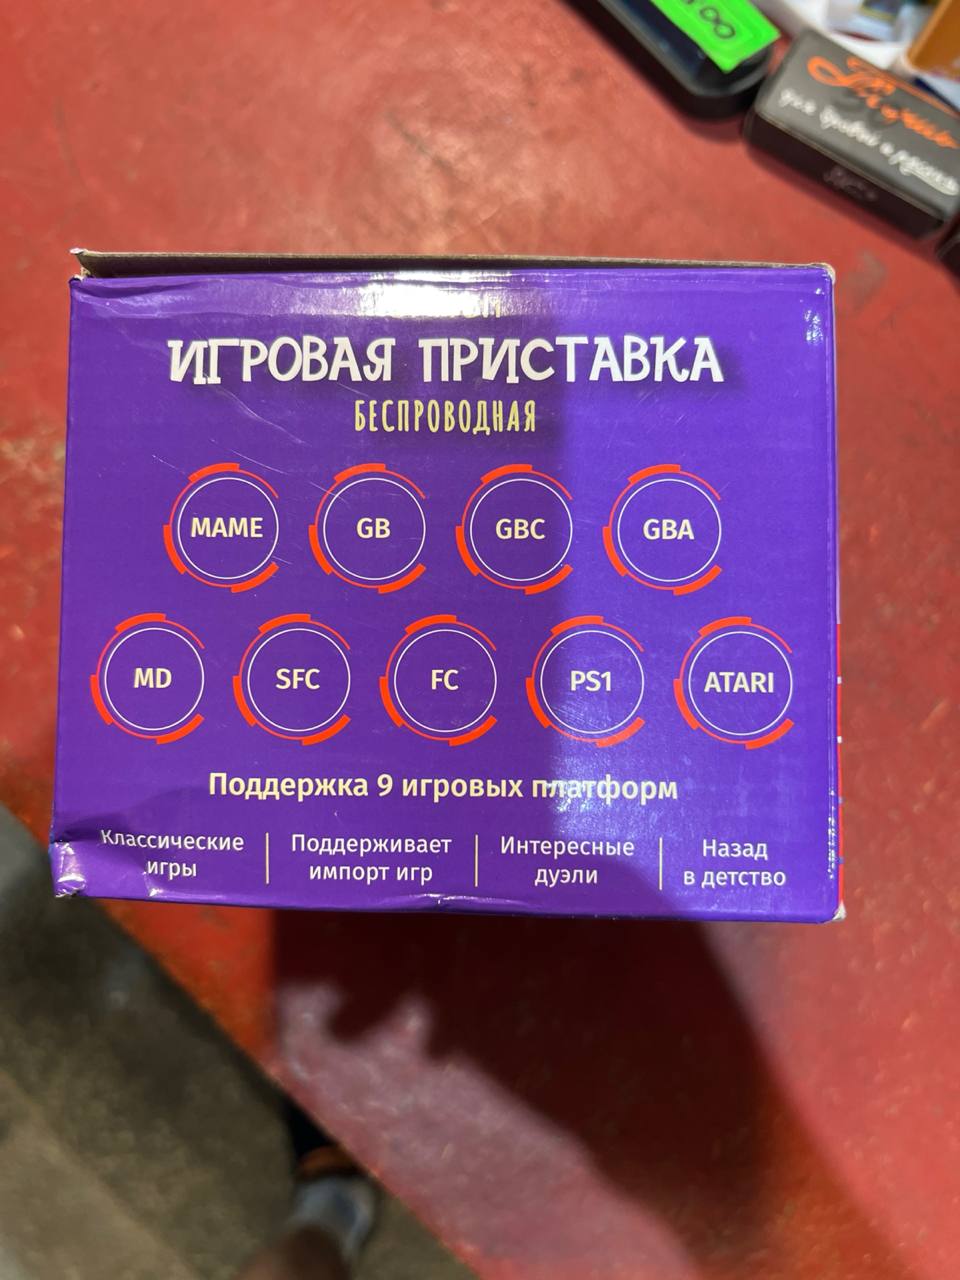 ИГРОВАЯ ПРИСТАВКА
БЕСПРОВОДНАЯ
MAME
GB
GBC
GBA
MD
SFC
FC
PS1
ATARI
Поддержка 9 игровых платформ
Классические
игры
Поддерживает
импорт игр
Интересные
дуэли
Назад
в детство